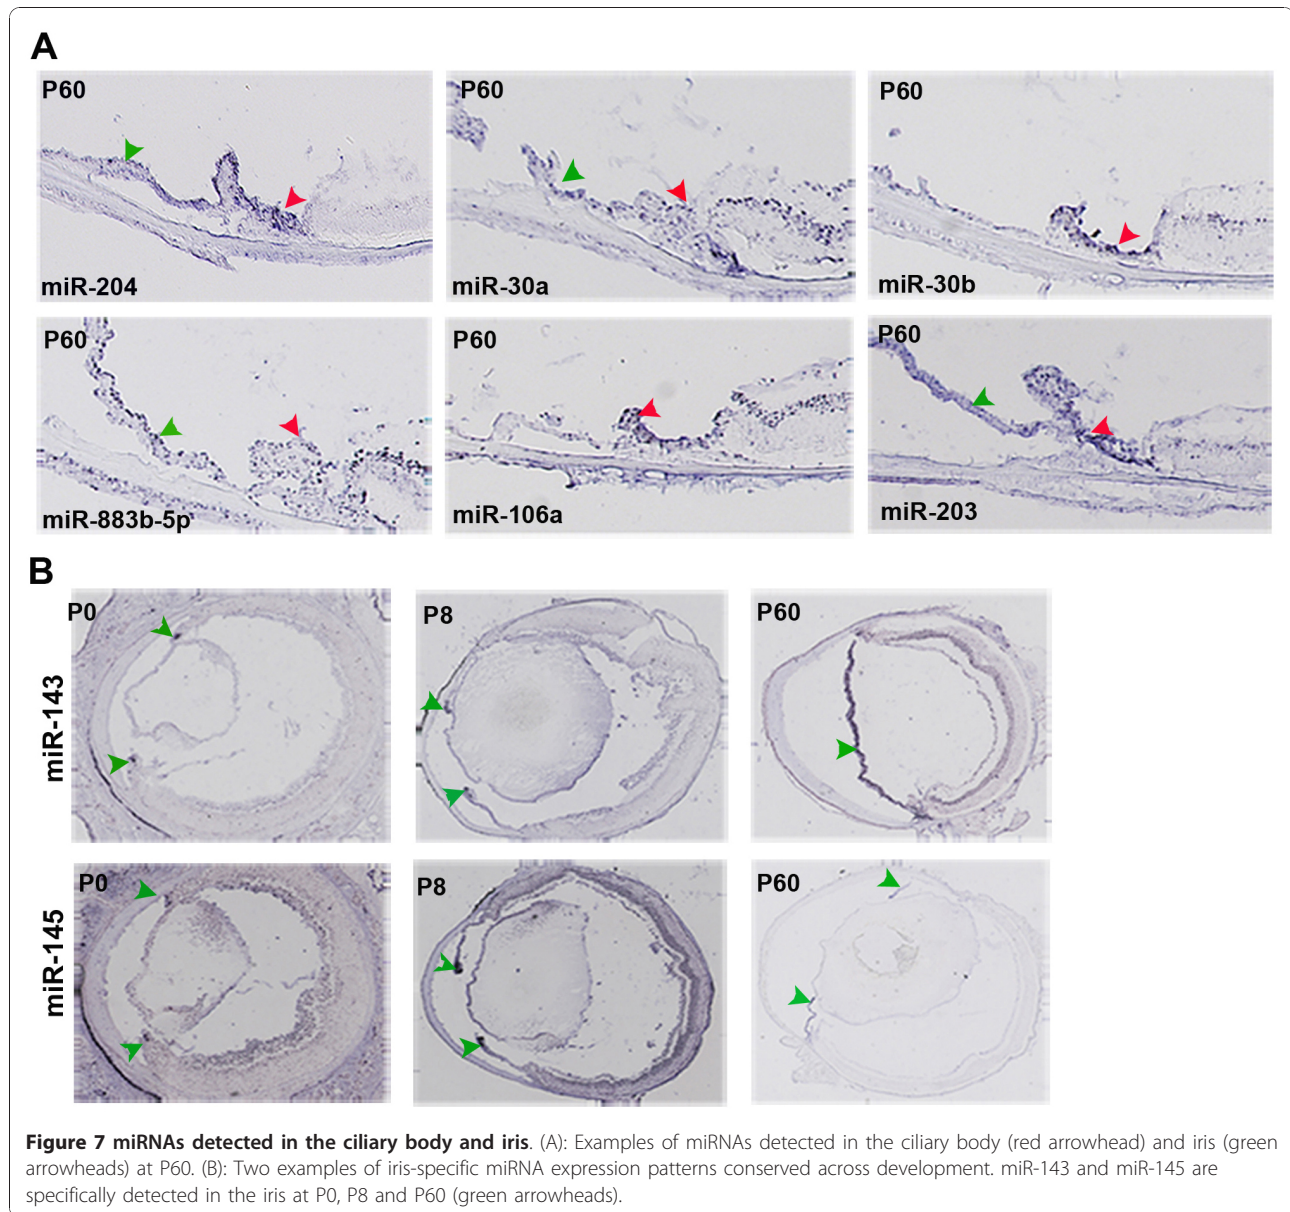 A
P60
P60
P60
miR-204
miR-30a
miR-30b
P60
P60
P60
miR-883b-5p
miR-106a
miR-203
B
P0
P8
P60
miR-143
P0
P8
P60
miR-145
Figure 7 miRNAs detected in the ciliary body and iris. (A): Examples of miRNAs detected in the ciliary body (red arrowhead) and iris (green
arrowheads) at P60. (B): Two examples of iris-specific miRNA expression patterns conserved across development. miR-143 and miR-145 are
specifically detected in the iris at P0, P8 and P60 (green arrowheads).